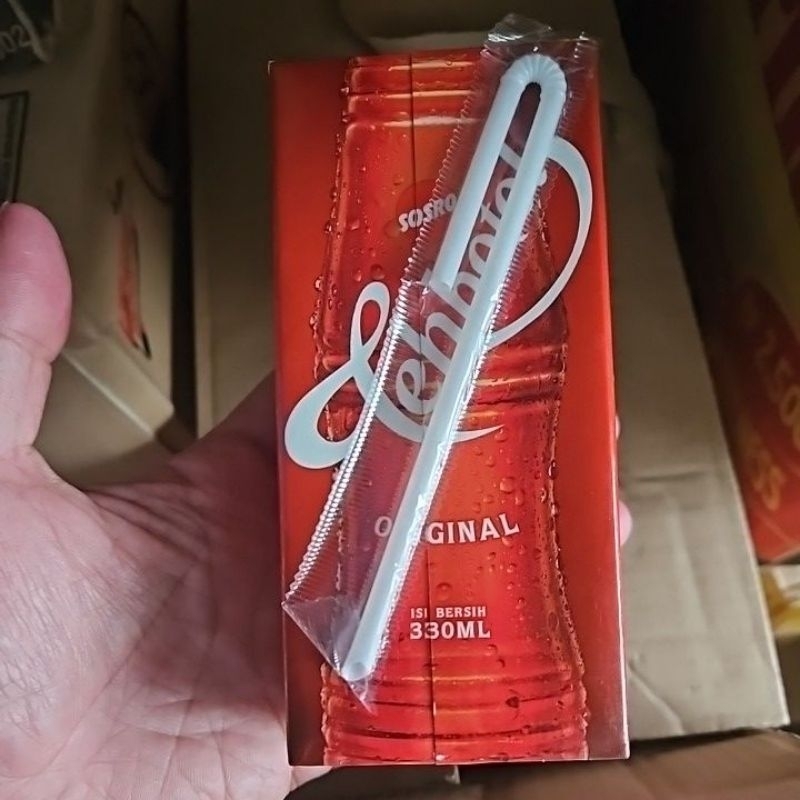 SOSRO
Tehbotol
ORIGINAL
ISI BERSIH
330ML